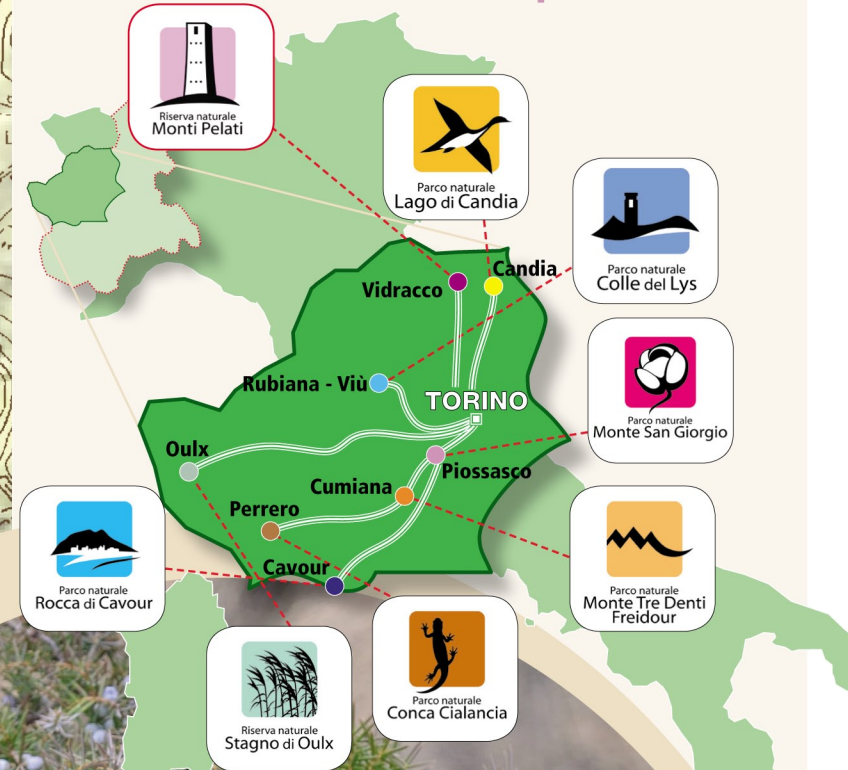 Riserva naturale
Monti Pelati
Parco naturale
Lago di Candia
Parco naturale
Colle del Lys
Candia
Vidracco
Rubiana - Viù
TORINO
Parco naturale
Monte San Giorgio
Oulx
Piossasco
Cumiana
Perrero
Cavour
Parco naturale
Rocca di Cavour
Parco naturale
Monte Tre Denti
Freidour
Parco naturale
Conca Cialancia
Riserva naturale
Stagno di Oulx